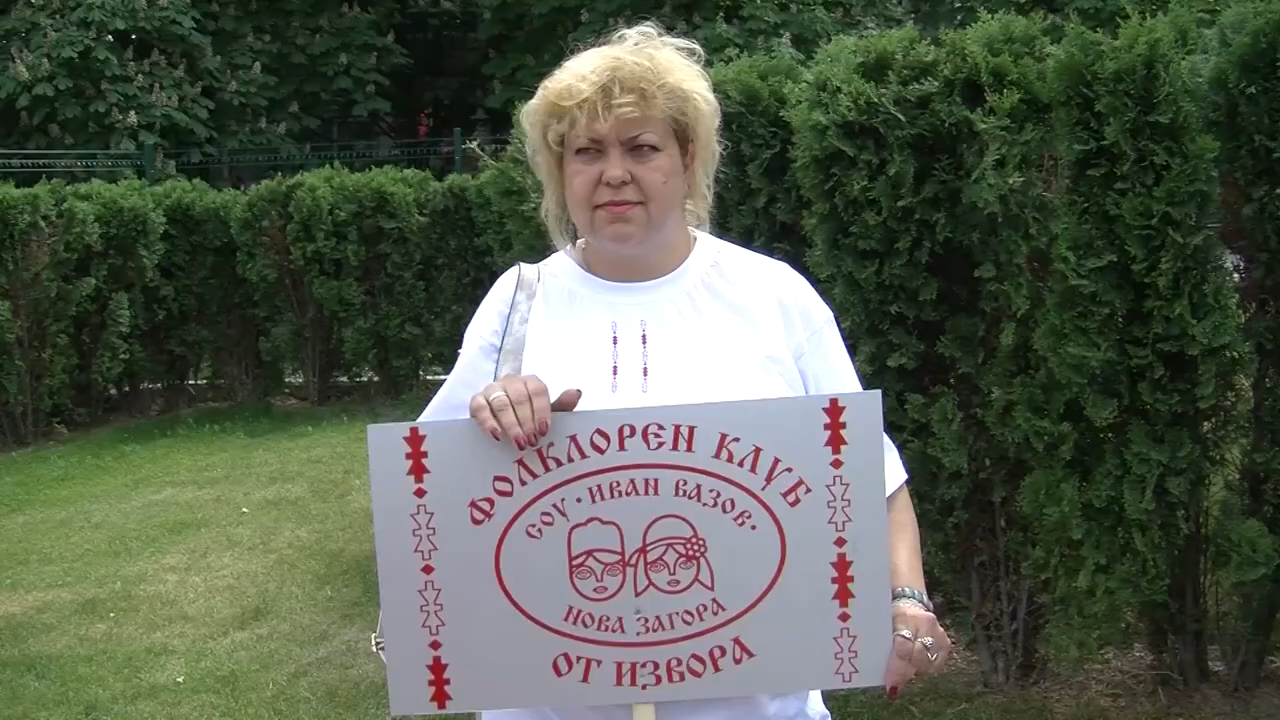 ФОЛКЛОРЕН КЛУБ
СОУ • ИВАН ВАЗОВ •
НОВА ЗАГОРА
ОТ ИЗВОРА